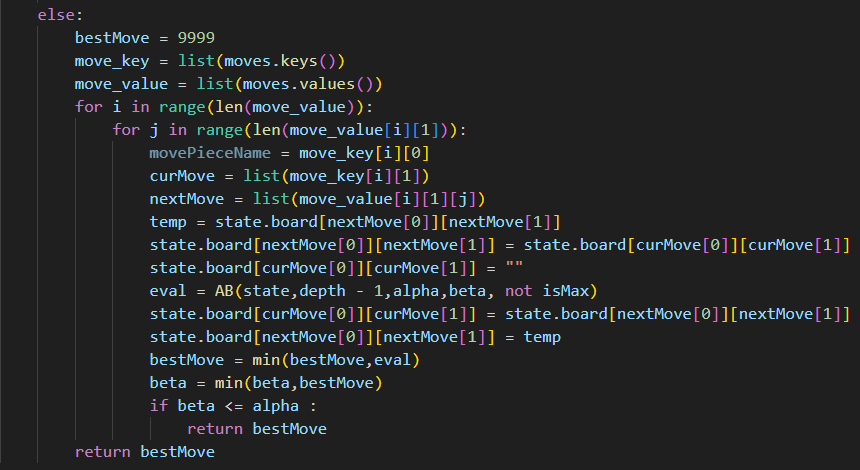 else:
bestMove = 9999
move_key = list(moves.keys())
move_value = list(moves.values())
for i in range(len(move_value)):
for j in range(len(move_value[i][1])):
movePieceName = move_key[i][0]
curMove = list(move_key[i][1])
nextMove = list(move_value[i][1][j])
temp = state.board[nextMove[0]][nextMove[1]]
state.board[nextMove[0]][nextMove[1]] = state.board[curMove[0]][curMove[1]]
state.board[curMove[0]][curMove[1]] = ""
eval = AB(state,depth - 1,alpha,beta, not isMax)
state.board[curMove[0]][curMove[1]] = state.board[nextMove[0]][nextMove[1]]
state.board[nextMove[0]][nextMove[1]] = temp
bestMove = min(bestMove,eval)
beta = min(beta,bestMove)
if beta <= alpha :
return bestMove
return bestMove